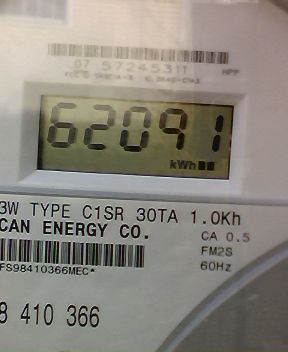 07 57245311
HPP
62091
kWh
3W TYPE C1SR 30TA 1.0Kh
CAN ENERGY CO.
CA 0.5
FM2S
60Hz
FS98410366MEC*
8 410 366